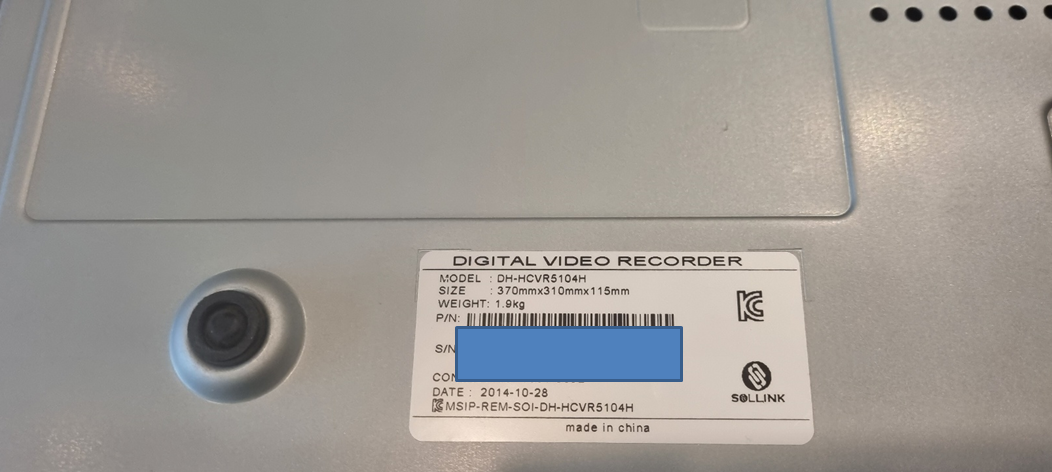 DIGITAL VIDEO RECORDER
MODEL : DH-HCVR5104H
SIZE : 370mmx310mmx115mm
WEIGHT: 1.9kg
P/N:
S/N
CON
DATE : 2014-10-28
MSIP-REM-SOI-DH-HCVR5104H
SOLLINK
made in china